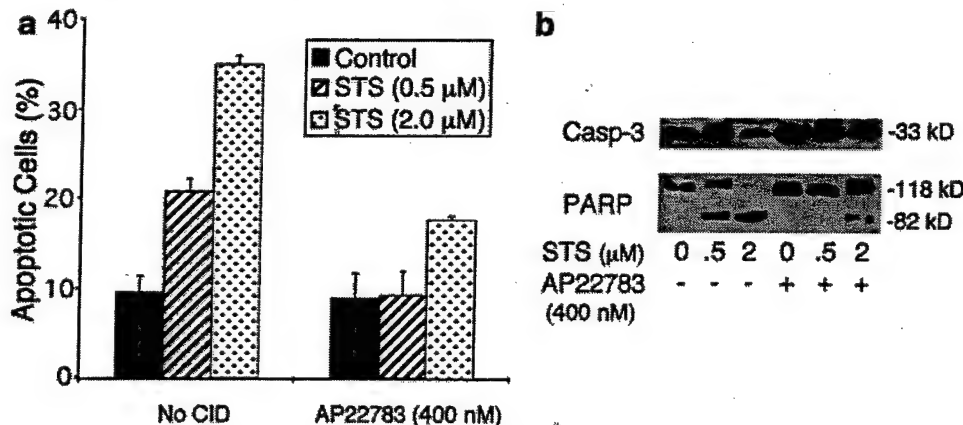 a
Apoptotic Cells (%)
40
30
20
10
0
Control
STS (0.5 µM)
STS (2.0 µM)
No CID
AP22783 (400 nM)
b
Casp-3
-33 kD
PARP
-118 kD
-82 kD
STS (µM) 0 .5 2 0 .5 2
AP22783 - - - + + +
(400 nM)